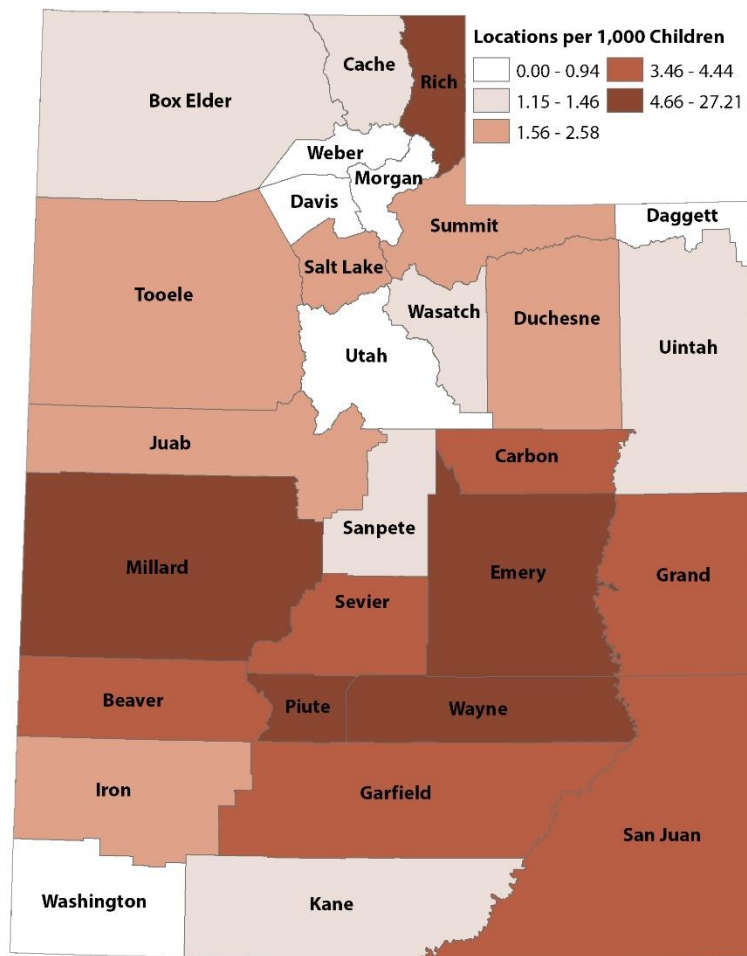 Locations per 1,000 Children
0.00 - 0.94
3.46 - 4.44
1.15 - 1.46
4.66 - 27.21
1.56 - 2.58
Cache
Rich
Box Elder
Weber
Morgan
Davis
Daggett
Summit
Salt Lake
Tooele
Wasatch
Duchesne
Uintah
Utah
Juab
Carbon
Sanpete
Millard
Emery
Grand
Sevier
Beaver
Piute
Wayne
Iron
Garfield
San Juan
Washington
Kane